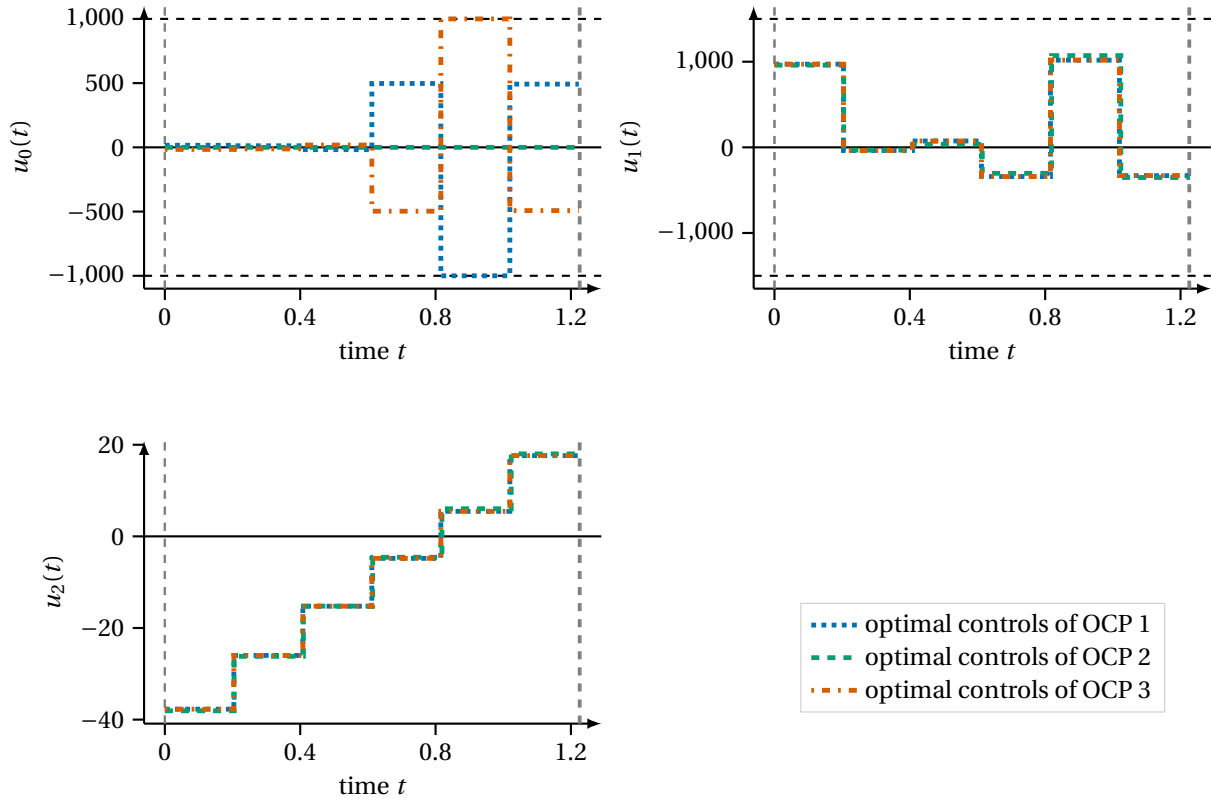 1,000
500
0
−500
−1,000
u0(t)
0
0.4
0.8
1.2
time t
1,000
0
−1,000
u1(t)
0
0.4
0.8
1.2
time t
20
0
−20
−40
u2(t)
0
0.4
0.8
1.2
time t
optimal controls of OCP 1
optimal controls of OCP 2
optimal controls of OCP 3